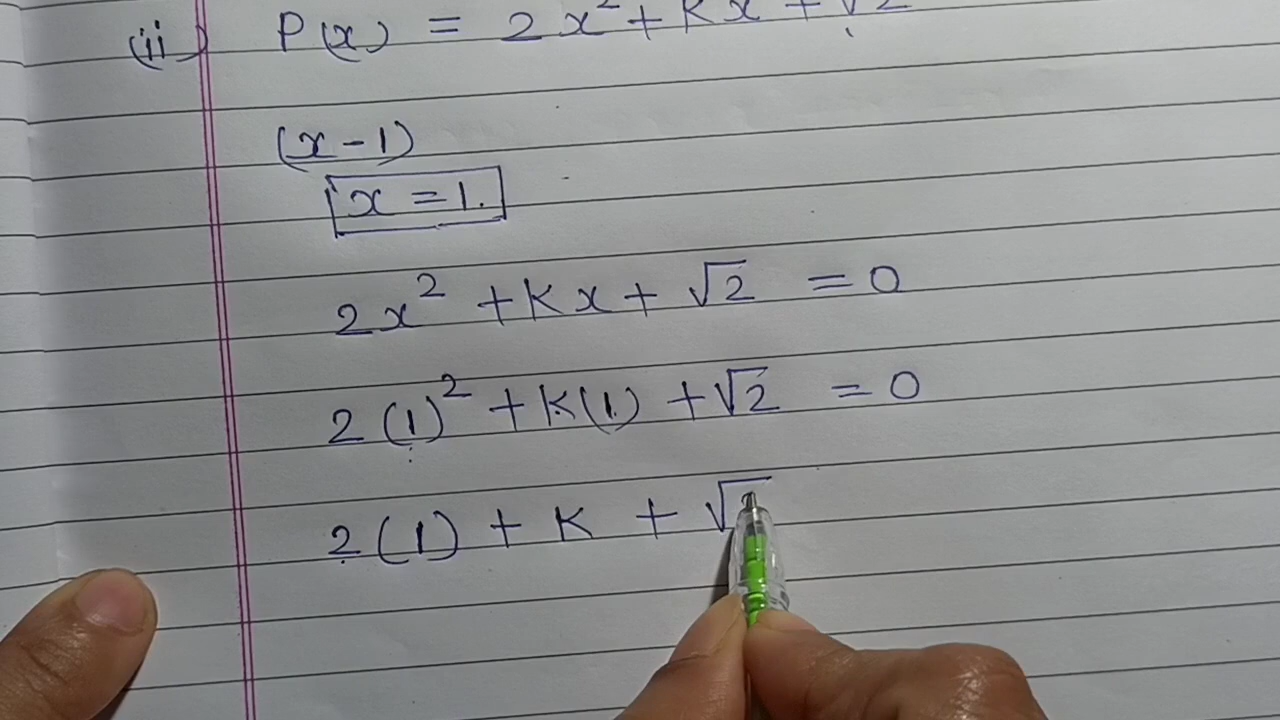 (ii) P(x) = 2x² + Kx + √2
(x - 1)
x = 1.
2x² + Kx + √2 = 0
2(1)² + K(1) + √2 = 0
2(1) + K + √